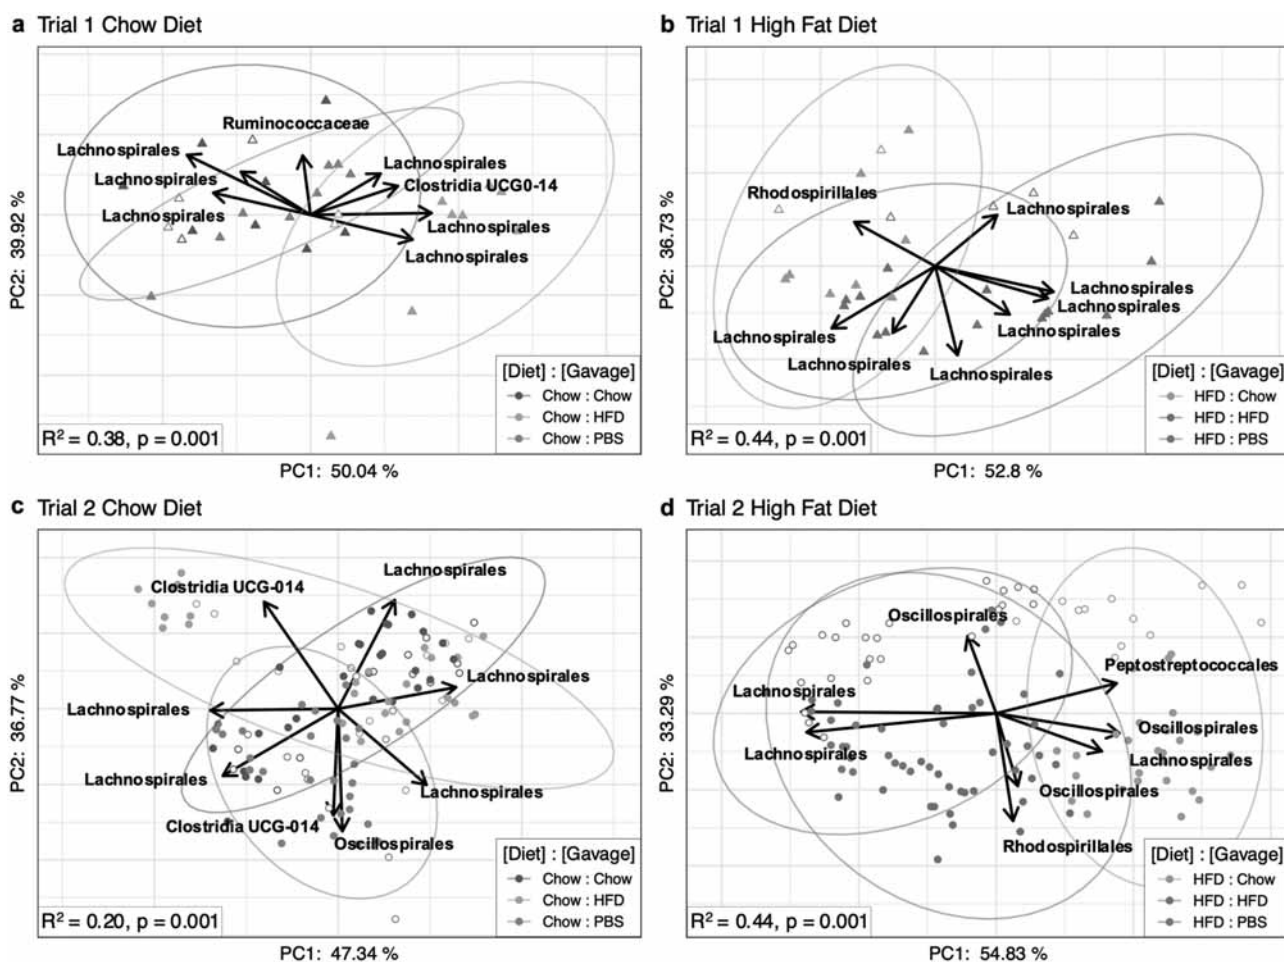 a Trial 1 Chow Diet
Ruminococcaceae
Lachnospirales
Lachnospirales
Lachnospirales
Clostridia UCG0-14
Lachnospirales
Lachnospirales
Lachnospirales
PC2: 39.92 %
[Diet] : [Gavage]
Chow : Chow
Chow : HFD
Chow : PBS
R² = 0.38, p = 0.001
PC1: 50.04 %
b Trial 1 High Fat Diet
Rhodospirillales
Lachnospirales
Lachnospirales
Lachnospirales
Lachnospirales
Lachnospirales
Lachnospirales
Lachnospirales
PC2: 36.73 %
[Diet] : [Gavage]
HFD : Chow
HFD : HFD
HFD : PBS
R² = 0.44, p = 0.001
PC1: 52.8 %
c Trial 2 Chow Diet
Lachnospirales
Clostridia UCG-014
Lachnospirales
Lachnospirales
Lachnospirales
Lachnospirales
Clostridia UCG-014
Oscillospirales
PC2: 36.77 %
[Diet] : [Gavage]
Chow : Chow
Chow : HFD
Chow : PBS
R² = 0.20, p = 0.001
PC1: 47.34 %
d Trial 2 High Fat Diet
Oscillospirales
Peptostreptococcales
Lachnospirales
Oscillospirales
Lachnospirales
Lachnospirales
Oscillospirales
Rhodospirillales
PC2: 33.29 %
[Diet] : [Gavage]
HFD : Chow
HFD : HFD
HFD : PBS
R² = 0.44, p = 0.001
PC1: 54.83 %